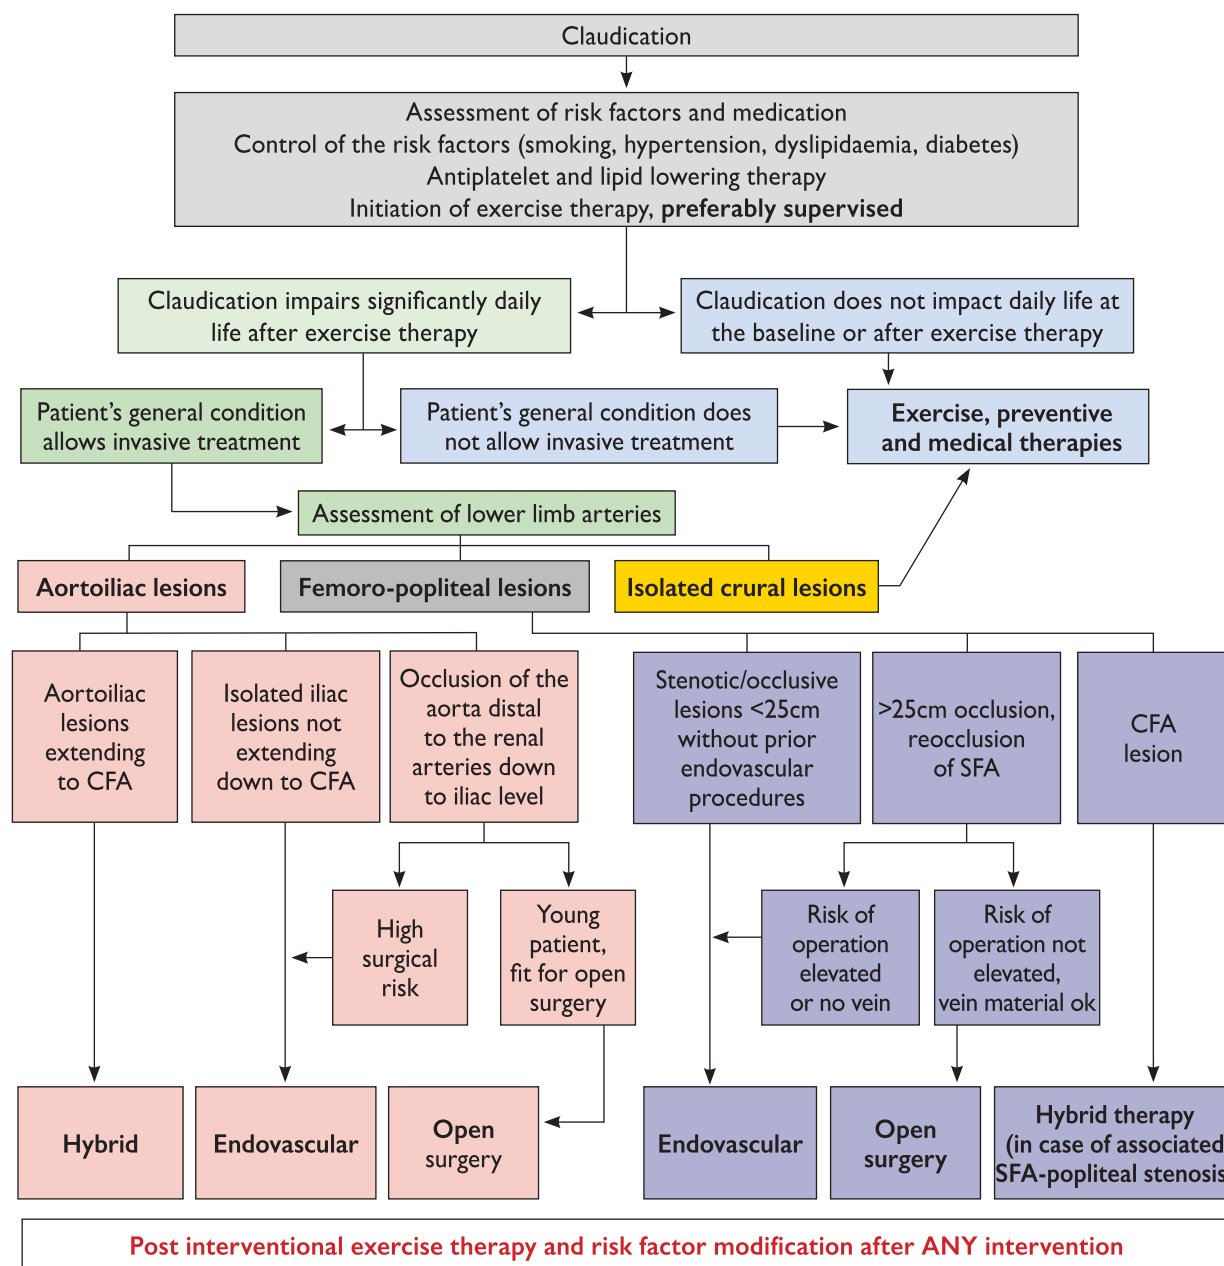 Claudication
Assessment of risk factors and medication
Control of the risk factors (smoking, hypertension, dyslipidaemia, diabetes)
Antiplatelet and lipid lowering therapy
Initiation of exercise therapy, preferably supervised
Claudication impairs significantly daily
life after exercise therapy
Claudication does not impact daily life at
the baseline or after exercise therapy
Patient's general condition
allows invasive treatment
Patient's general condition does
not allow invasive treatment
Exercise, preventive
and medical therapies
Assessment of lower limb arteries
Aortoiliac lesions
Femoro-popliteal lesions
Isolated crural lesions
Aortoiliac
lesions
extending
to CFA
Isolated iliac
lesions not
extending
down to CFA
Occlusion of the
aorta distal
to the renal
arteries down
to iliac level
Stenotic/occlusive
lesions <25cm
without prior
endovascular
procedures
>25cm occlusion,
reocclusion
of SFA
CFA
lesion
High
surgical
risk
Young
patient,
fit for open
surgery
Risk of
operation
elevated
or no vein
Risk of
operation not
elevated,
vein material ok
Hybrid
Endovascular
Open
surgery
Endovascular
Open
surgery
Hybrid therapy
(in case of associated
SFA-popliteal stenosis
Post interventional exercise therapy and risk factor modification after ANY intervention